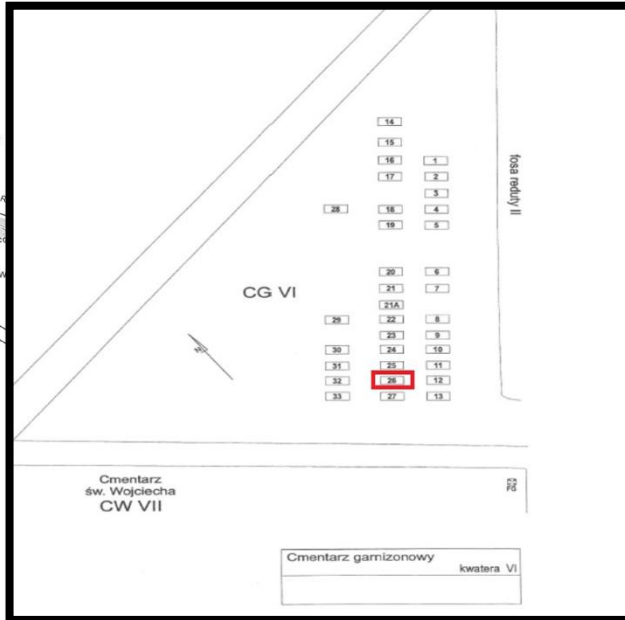 14
15
16 1
17 2
3
28 18 4
19 5
fosa reduty II
20 6
CG VI
21 7
21A
29 22 8
23 9
30 24 10
31 25 11
32 26 12
33 27 13
Cmentarz
św. Wojciecha
CW VII
Cmentarz garnizonowy
kwatera VI